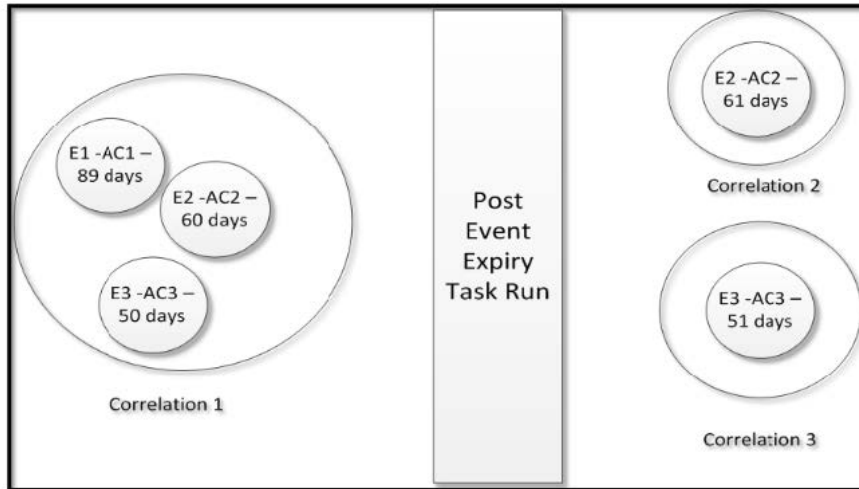 E1 -AC1 –
89 days
E2 -AC2 –
60 days
E3 -AC3 –
50 days
Correlation 1
Post
Event
Expiry
Task Run
E2 -AC2 –
61 days
Correlation 2
E3 -AC3 –
51 days
Correlation 3